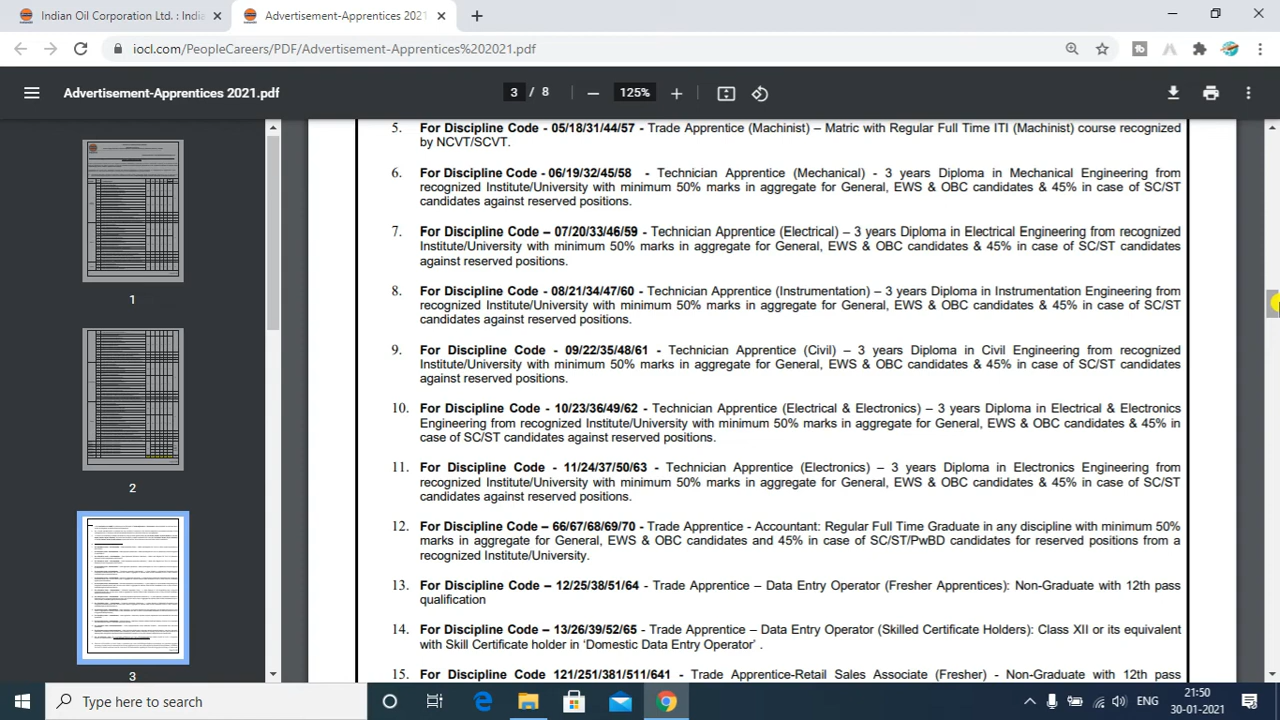 Indian Oil Corporation Ltd. : India
Advertisement-Apprentices 2021
iocl.com/PeopleCareers/PDF/Advertisement-Apprentices%202021.pdf
Advertisement-Apprentices 2021.pdf
3 / 8
125%
1
2
3
5. For Discipline Code - 05/18/31/44/57 - Trade Apprentice (Machinist) – Matric with Regular Full Time ITI (Machinist) course recognized
by NCVT/SCVT.
6. For Discipline Code - 06/19/32/45/58 - Technician Apprentice (Mechanical) - 3 years Diploma in Mechanical Engineering from
recognized Institute/University with minimum 50% marks in aggregate for General, EWS & OBC candidates & 45% in case of SC/ST
candidates against reserved positions.
7. For Discipline Code – 07/20/33/46/59 - Technician Apprentice (Electrical) – 3 years Diploma in Electrical Engineering from recognized
Institute/University with minimum 50% marks in aggregate for General, EWS & OBC candidates & 45% in case of SC/ST candidates
against reserved positions.
8. For Discipline Code - 08/21/34/47/60 - Technician Apprentice (Instrumentation) – 3 years Diploma in Instrumentation Engineering from
recognized Institute/University with minimum 50% marks in aggregate for General, EWS & OBC candidates & 45% in case of SC/ST
candidates against reserved positions.
9. For Discipline Code - 09/22/35/48/61 - Technician Apprentice (Civil) – 3 years Diploma in Civil Engineering from recognized
Institute/University with minimum 50% marks in aggregate for General, EWS & OBC candidates & 45% in case of SC/ST candidates
against reserved positions.
10. For Discipline Code - 10/23/36/49/62 - Technician Apprentice (Electrical & Electronics) – 3 years Diploma in Electrical & Electronics
Engineering from recognized Institute/University with minimum 50% marks in aggregate for General, EWS & OBC candidates & 45% in
case of SC/ST candidates against reserved positions.
11. For Discipline Code - 11/24/37/50/63 - Technician Apprentice (Electronics) – 3 years Diploma in Electronics Engineering from
recognized Institute/University with minimum 50% marks in aggregate for General, EWS & OBC candidates & 45% in case of SC/ST
candidates against reserved positions.
12. For Discipline Code – 66/67/68/69/70 - Trade Apprentice - Accountant: Regular Full Time Graduate in any discipline with minimum 50%
marks in aggregate for General, EWS & OBC candidates and 45% in case of SC/ST/PwBD candidates for reserved positions from a
recognized Institute/University.
13. For Discipline Code – 12/25/38/51/64 - Trade Apprentice – Data Entry Operator (Fresher Apprentices): Non-Graduate with 12th pass
qualification
14. For Discipline Code – 13/26/39/52/65 - Trade Apprentice – Data Entry Operator (Skilled Certificate Holders): Class XII or its equivalent
with Skill Certificate holder in ‘Domestic Data Entry Operator’ .
15. For Discipline Code 121/251/381/511/641 - Trade Apprentice-Retail Sales Associate (Fresher) - Non-Graduate with 12th pass
Type here to search
ENG
21:50
30-01-2021